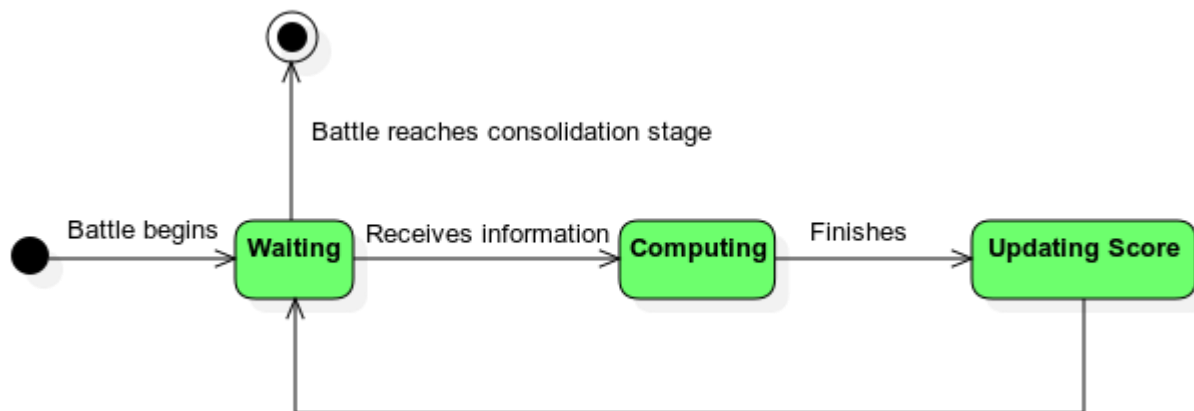 Battle reaches consolidation stage
Battle begins
Waiting
Receives information
Computing
Finishes
Updating Score